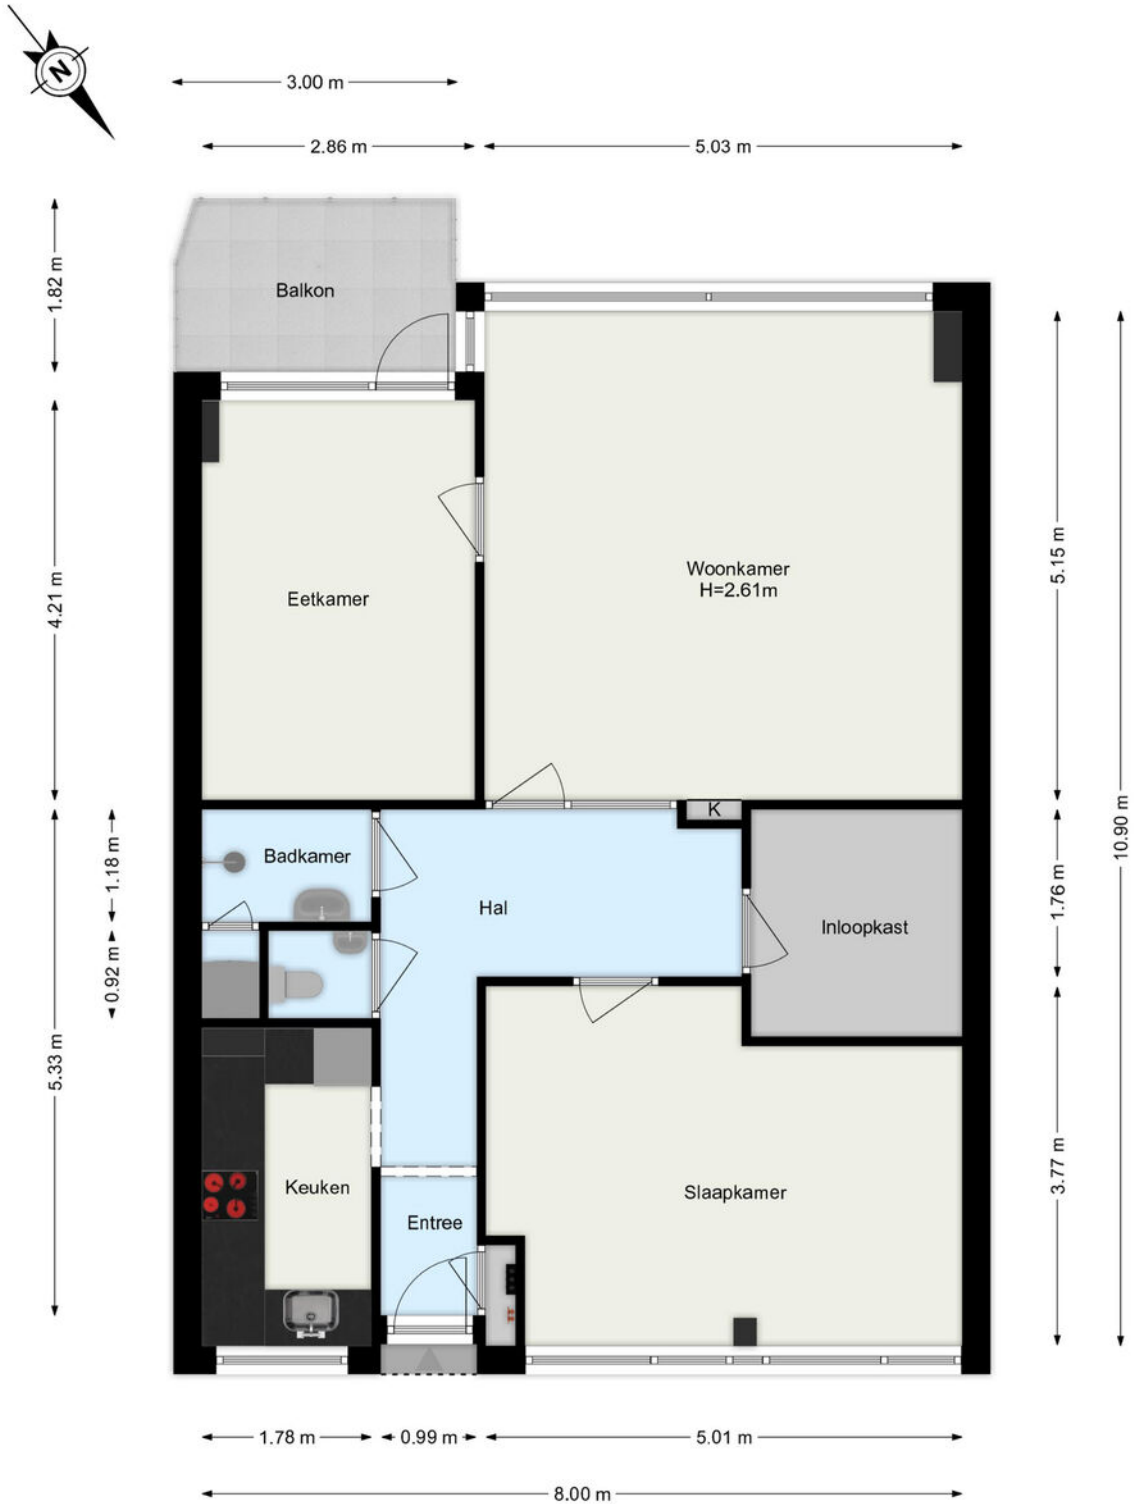 N
3.00 m
2.86 m
5.03 m
1.82 m
Balkon
4.21 m
Eetkamer
Woonkamer
H=2.61m
5.15 m
10.90 m
K
1.18 m
Badkamer
Hal
Inloopkast
1.76 m
0.92 m
5.33 m
Keuken
Entree
Slaapkamer
3.77 m
1.78 m
0.99 m
5.01 m
8.00 m